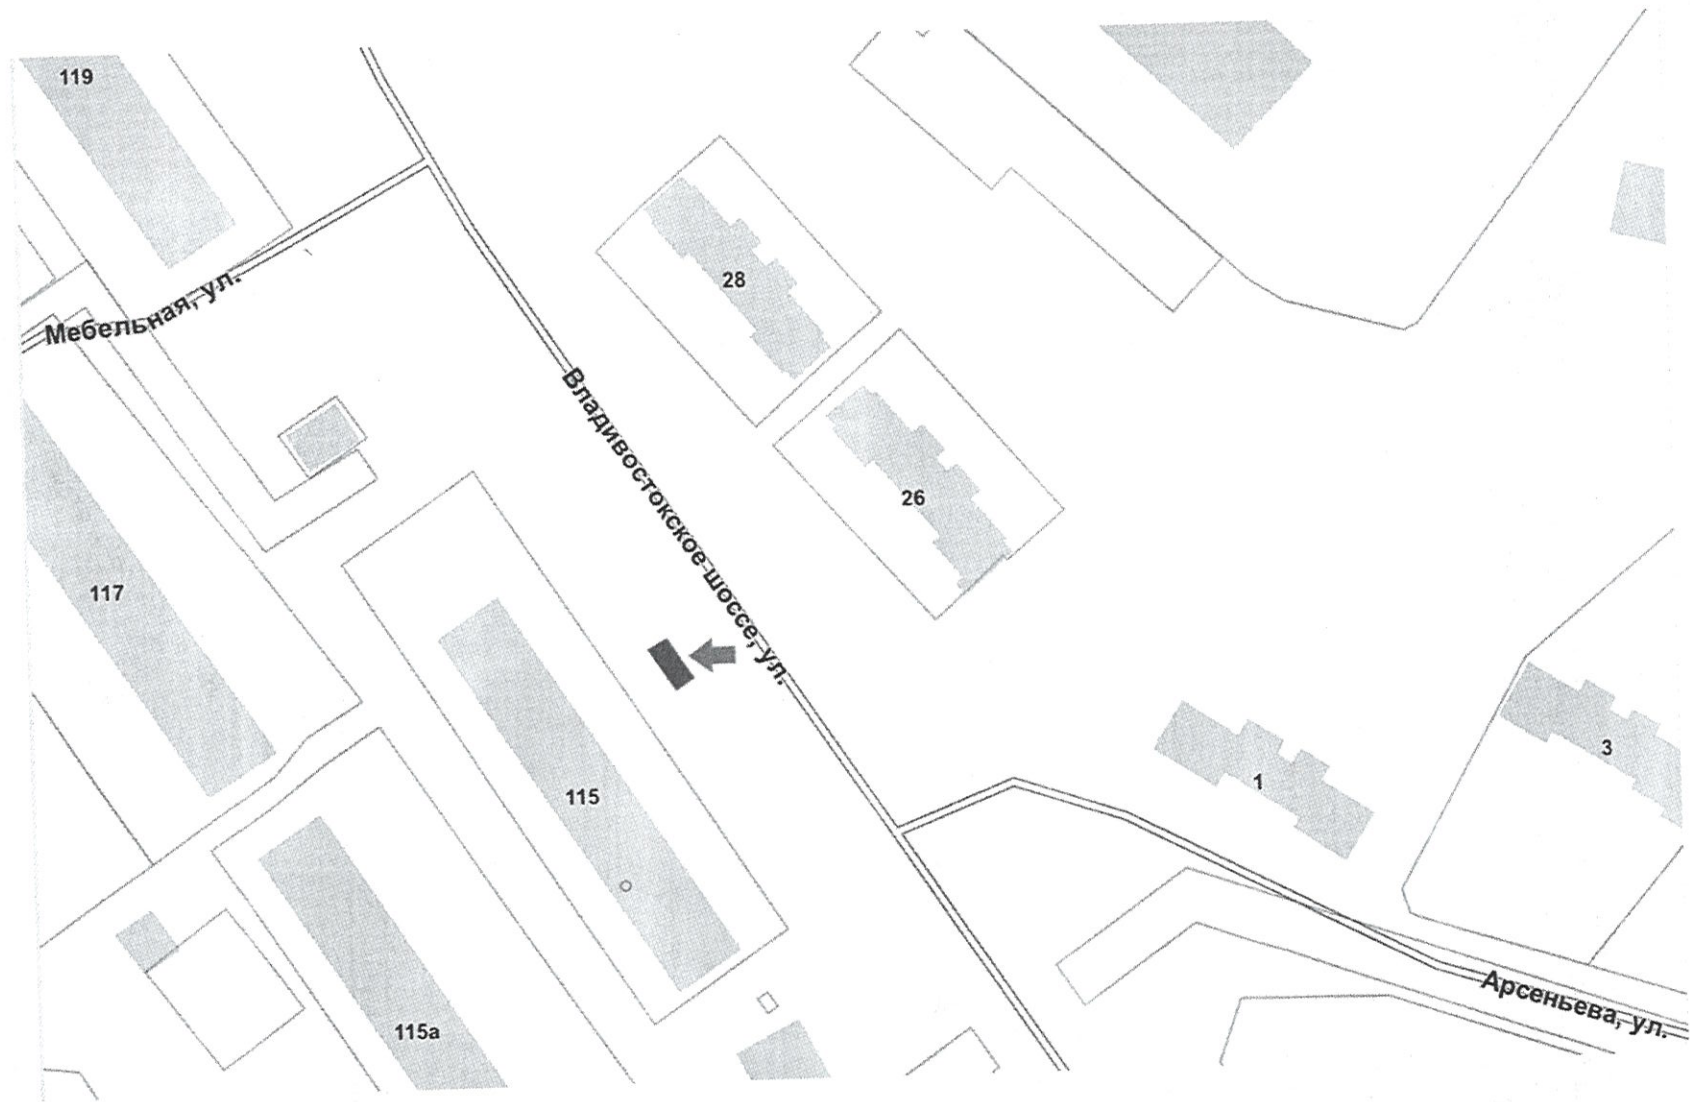 119
28
Мебельная, ул.
Владивостокское шоссе, ул.
26
117
115
1
3
115а
Арсеньева, ул.